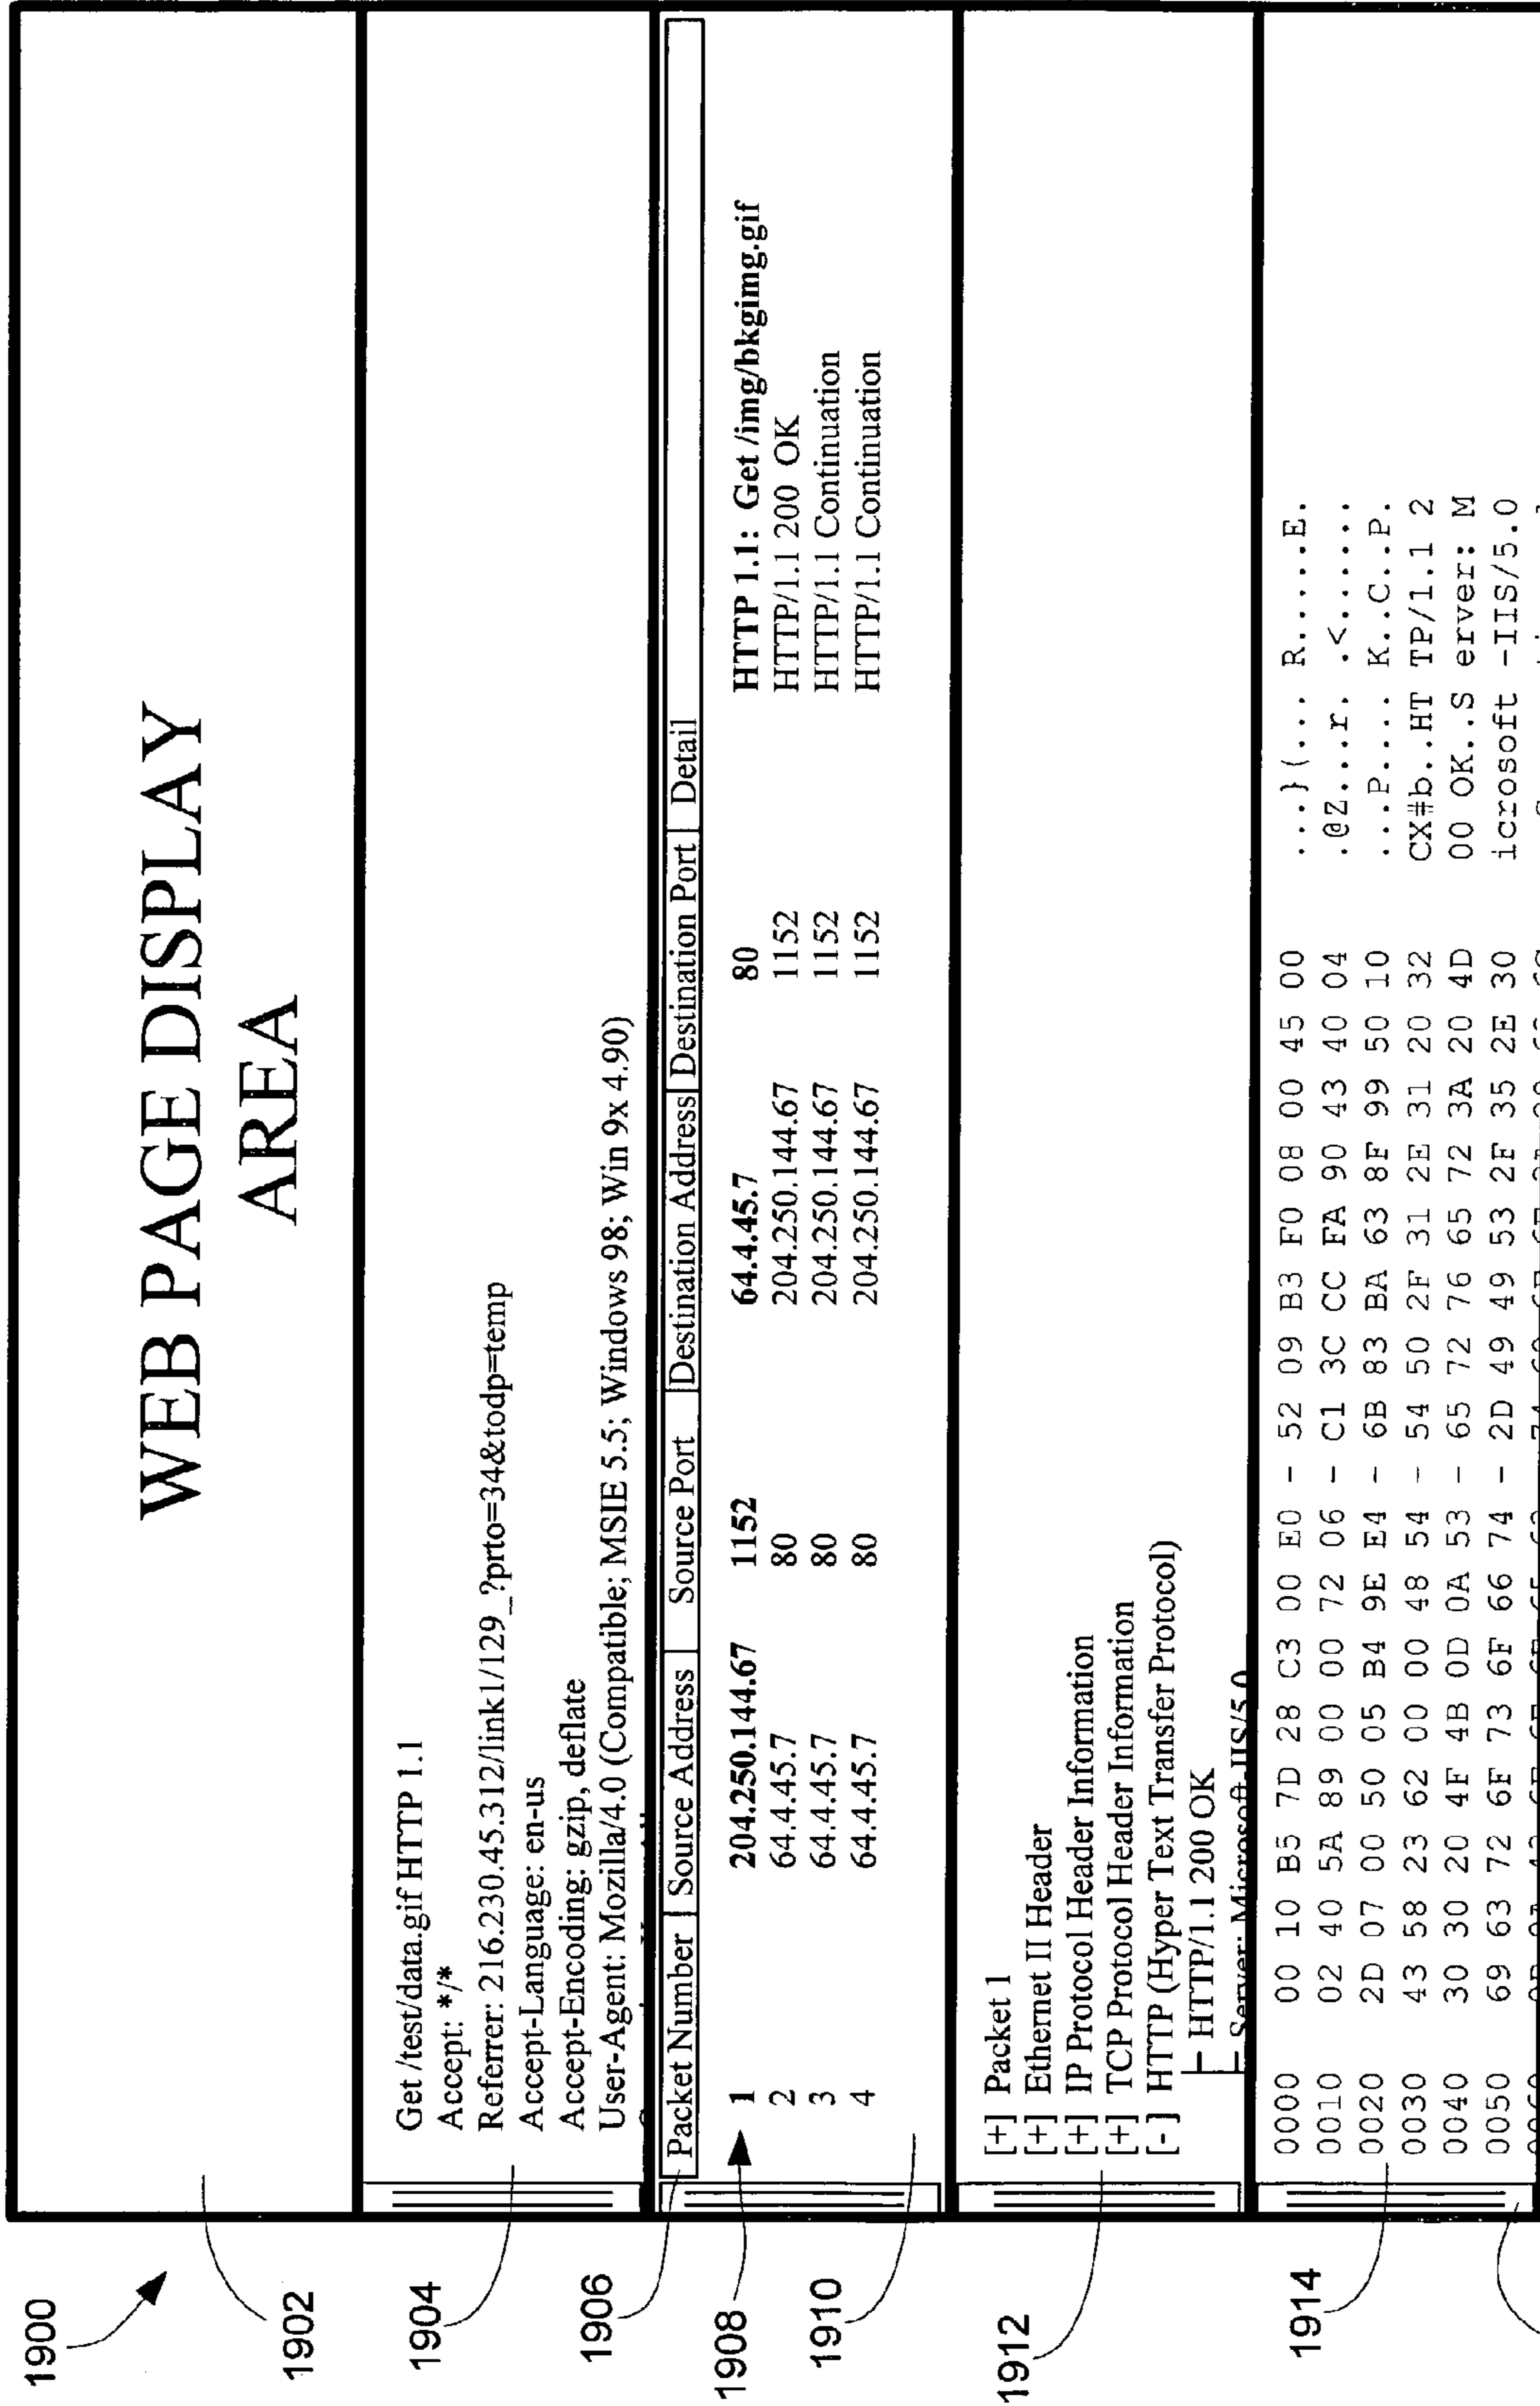 1900
WEB PAGE DISPLAY
AREA
1902
1904
Get /test/data.gif HTTP 1.1
Accept: */*
Referrer: 216.230.45.312/link1/129_?prto=34&todp=temp
Accept-Language: en-us
Accept-Encoding: gzip, deflate
User-Agent: Mozilla/4.0 (Compatible; MSIE 5.5; Windows 98; Win 9x 4.90)
1906
Packet Number Source Address Source Port Destination Address Destination Port Detail
1908
1 204.250.144.67 1152 64.4.45.7 80 HTTP 1.1: Get /img/bkgimg.gif
2 64.4.45.7 80 204.250.144.67 1152 HTTP/1.1 200 OK
3 64.4.45.7 80 204.250.144.67 1152 HTTP/1.1 Continuation
4 64.4.45.7 80 204.250.144.67 1152 HTTP/1.1 Continuation
1910
1912
[+] Packet 1
[+] Ethernet II Header
[+] IP Protocol Header Information
[+] TCP Protocol Header Information
[-] HTTP (Hyper Text Transfer Protocol)
HTTP/1.1 200 OK
Server: Microsoft-IIS/5.0
1914
0000 00 10 B5 7D 28 C3 00 E0 - 52 09 B3 F0 08 00 45 00 ...}(... R.....E.
0010 02 40 5A 89 00 00 72 06 - C1 3C CC FA 90 43 40 04 .@Z...r. .<......
0020 2D 07 00 50 05 B4 9E E4 - 6B 83 BA 63 8F 99 50 10 ...P.... K..C..P.
0030 43 58 23 62 00 00 48 54 - 54 50 2F 31 2E 31 20 32 CX#b..HT TP/1.1 2
0040 30 30 20 4F 4B 0D 0A 53 - 65 72 76 65 72 3A 20 4D 00 OK..S erver: M
0050 69 63 72 6F 73 6F 66 74 - 2D 49 49 53 2F 35 2E 30 icrosoft -IIS/5.0